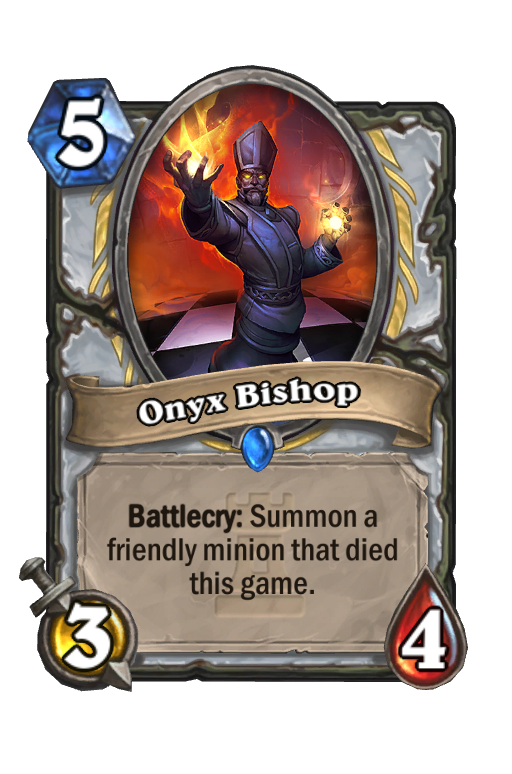 5
Onyx Bishop
Battlecry: Summon a
friendly minion that died
this game.
3
4